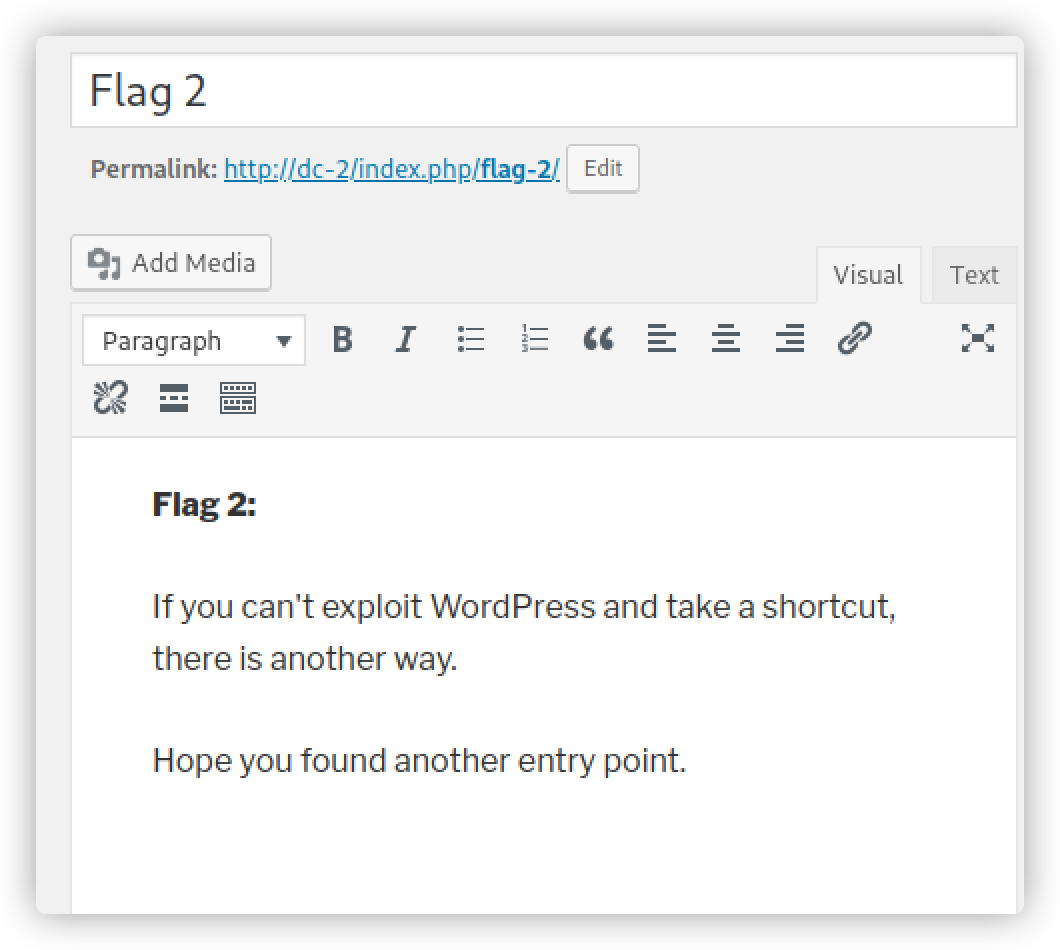 Flag 2
Permalink: http://dc-2/index.php/flag-2/ Edit
Add Media
Visual Text
Paragraph B I
Flag 2:
If you can't exploit WordPress and take a shortcut,
there is another way.
Hope you found another entry point.